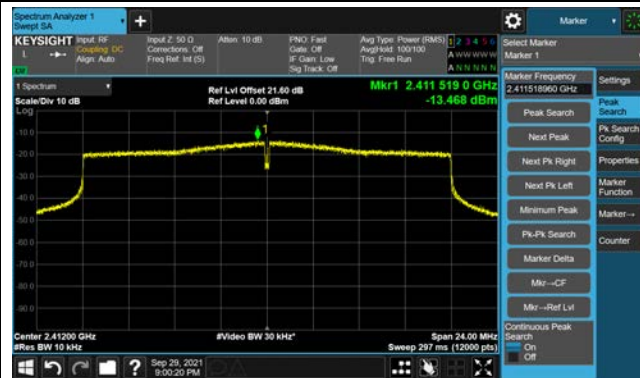 Spectrum Analyzer 1
Swept SA
Marker
KEYSIGHT
Input: RF
Coupling: DC
Align: Auto
Input Z: 50 Ω
Corrections: Off
Freq Ref: Int (S)
Atten: 10 dB
PNO: Fast
Gate: Off
IF Gain: Low
Sig Track: Off
Avg Type: Power (RMS)
Avg|Hold: 100/100
Trig: Free Run
1 2 3 4 5 6
A W W W W W
A N N N N N
L
Select Marker
Marker 1
1 Spectrum
Scale/Div 10 dB
Ref Lvl Offset 21.60 dB
Ref Level 0.00 dBm
Mkr1 2.411 519 0 GHz
-13.468 dBm
Log
-10.0
-20.0
-30.0
-40.0
-50.0
-60.0
-70.0
-80.0
-90.0
1
Center 2.41200 GHz
#Res BW 10 kHz
#Video BW 30 kHz*
Span 24.00 MHz
Sweep 297 ms (12000 pts)
Marker Frequency
2.411518960 GHz
Peak Search
Next Peak
Next Pk Right
Next Pk Left
Minimum Peak
Pk-Pk Search
Marker Delta
Mkr→CF
Mkr→Ref Lvl
Continuous Peak
Search
On
Off
Settings
Peak
Search
Pk Search
Config
Properties
Marker
Function
Marker→
Counter
?
Sep 29, 2021
9:00:20 PM